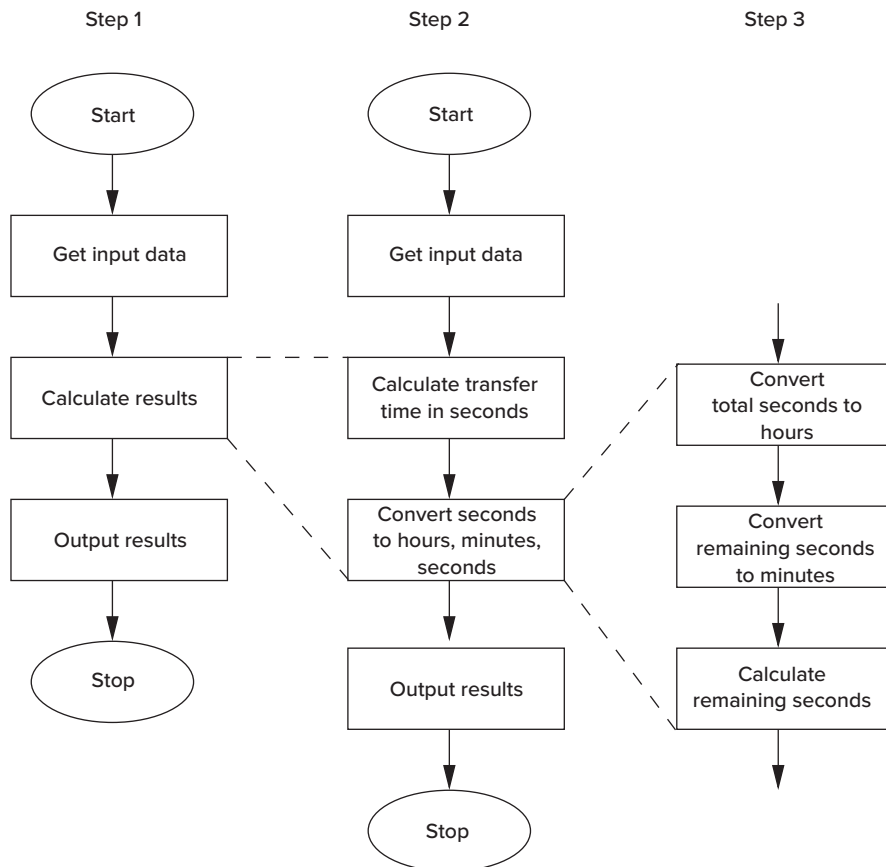 Step 1
Start
Get input data
Calculate results
Output results
Stop
Step 2
Start
Get input data
Calculate transfer
time in seconds
Convert seconds
to hours, minutes,
seconds
Output results
Stop
Step 3
Convert
total seconds to
hours
Convert
remaining seconds
to minutes
Calculate
remaining seconds